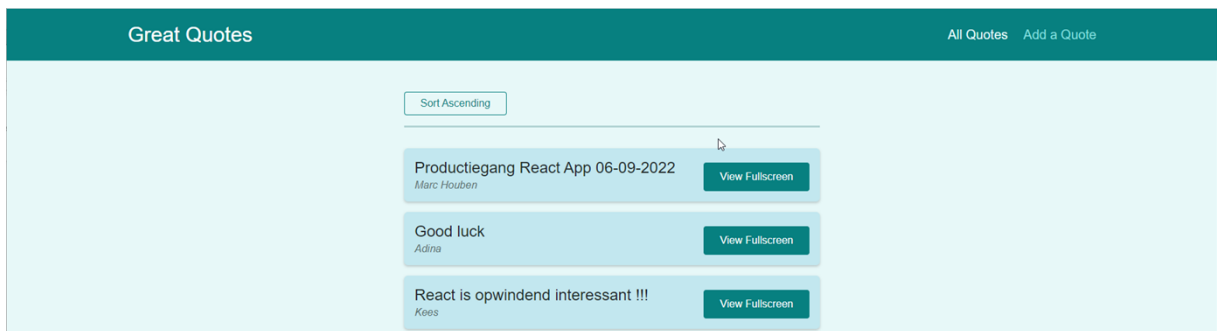 Great Quotes
All Quotes Add a Quote
Sort Ascending
Productiegang React App 06-09-2022
Marc Houben
View Fullscreen
Good luck
Adina
View Fullscreen
React is opwindend interessant !!!
Kees
View Fullscreen